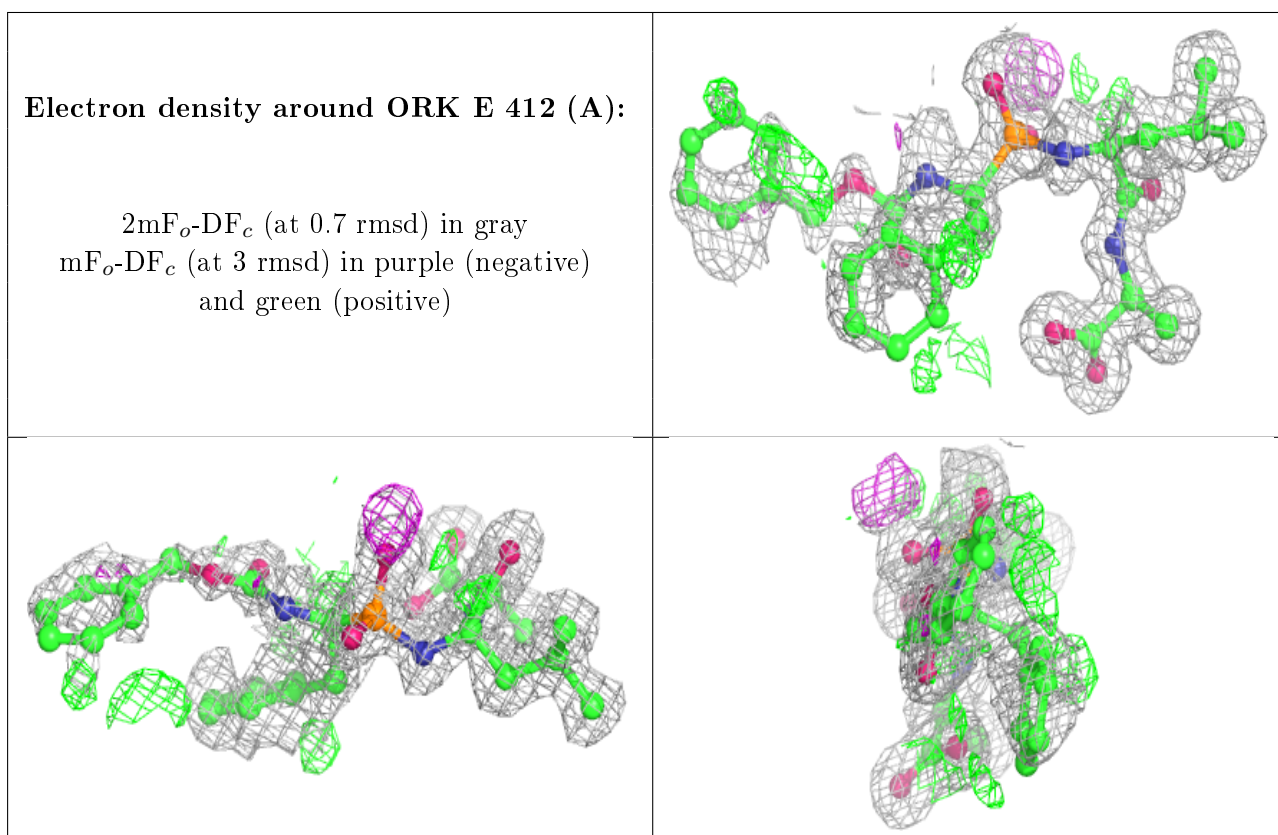 Electron density around ORK E 412 (A):
2mFo-DFc (at 0.7 rmsd) in gray
mFo-DFc (at 3 rmsd) in purple (negative)
and green (positive)